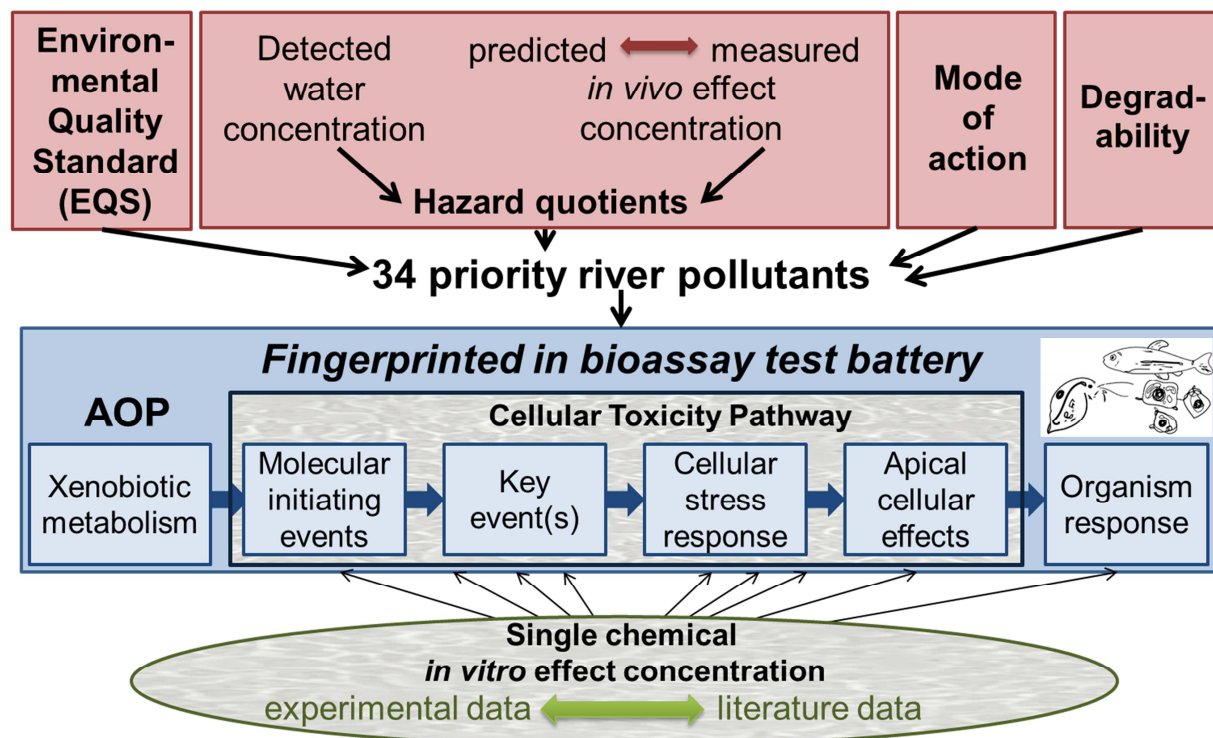 Environ-
mental
Quality
Standard
(EQS)
Detected
water
concentration
predicted measured
in vivo effect
concentration
Hazard quotients
Mode
of
action
Degrad-
ability
34 priority river pollutants
Fingerprinted in bioassay test battery
AOP
Cellular Toxicity Pathway
Xenobiotic
metabolism
Molecular
initiating
events
Key
event(s)
Cellular
stress
response
Apical
cellular
effects
Organism
response
Single chemical
in vitro effect concentration
experimental data literature data